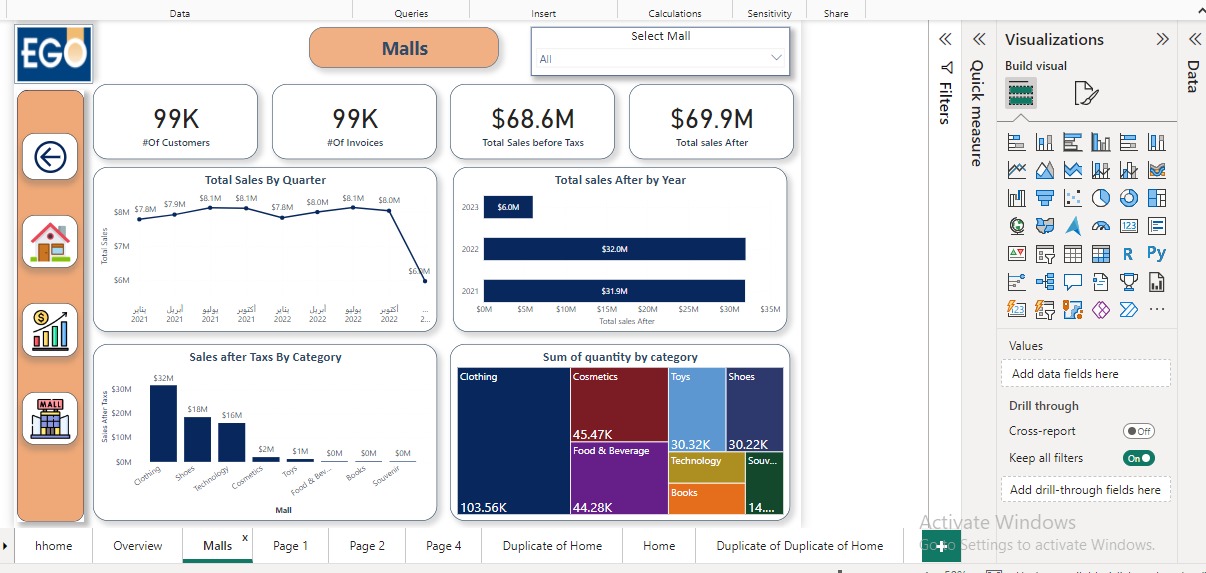 Data
Queries
Insert
Calculations
Sensitivity
Share
EGO
Malls
Select Mall
All
99K
#Of Customers
99K
#Of Invoices
$68.6M
Total Sales before Taxs
$69.9M
Total sales After
Total Sales By Quarter
Total Sales
$8M
$7M
$6M
$7.8M
$7.9M
$8.1M
$8.1M
$7.8M
$8.0M
$8.1M
$8.0M
يناير
2021
أبريل
2021
يوليو
2021
أكتوبر
2021
يناير
2022
أبريل
2022
يوليو
2022
أكتوبر
2022
...
2...
Total sales After by Year
2023
$6.0M
2022
$32.0M
2021
$31.9M
$0M $5M $10M $15M $20M $25M $30M $35M
Total sales After
Sales after Taxs By Category
Sales After Taxs
$30M
$20M
$10M
$0M
$32M
$18M
$16M
$2M
$1M
$0M
$0M
$0M
Clothing
Shoes
Technology
Cosmetics
Toys
Food & Bev...
Books
Souvenir
Mall
Sum of quantity by category
Clothing
103.56K
Cosmetics
45.47K
Food & Beverage
44.28K
Toys
30.32K
Shoes
30.22K
Technology
Books
Souv...
14....
MALL
Filters
Quick measure
Visualizations
Build visual
123
R
Py
123
Values
Add data fields here
Drill through
Cross-report
Off
Keep all filters
On
Add drill-through fields here
Data
Activate Windows
Go to Settings to activate Windows.
hhome
Overview
Malls
x
Page 1
Page 2
Page 4
Duplicate of Home
Home
Duplicate of Duplicate of Home
+